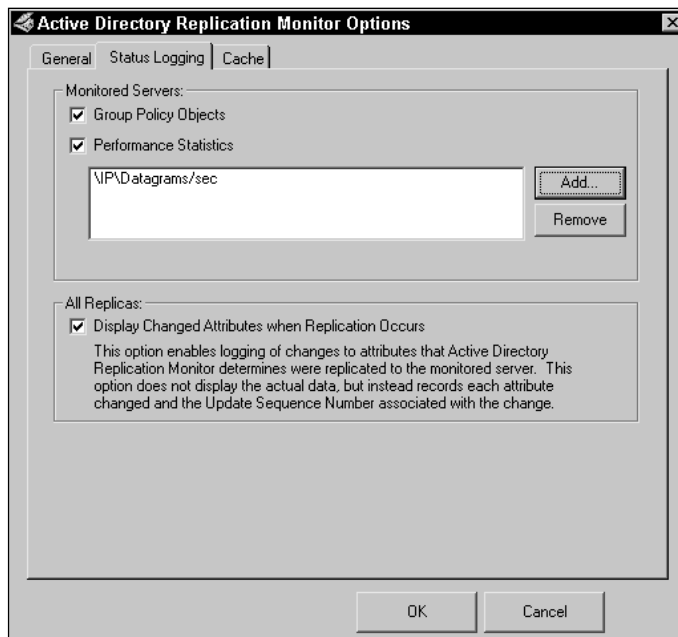 Active Directory Replication Monitor Options
General Status Logging Cache
Monitored Servers:
Group Policy Objects
Performance Statistics
\IP\Datagrams/sec
Add...
Remove
All Replicas:
Display Changed Attributes when Replication Occurs
This option enables logging of changes to attributes that Active Directory
Replication Monitor determines were replicated to the monitored server. This
option does not display the actual data, but instead records each attribute
changed and the Update Sequence Number associated with the change.
OK Cancel